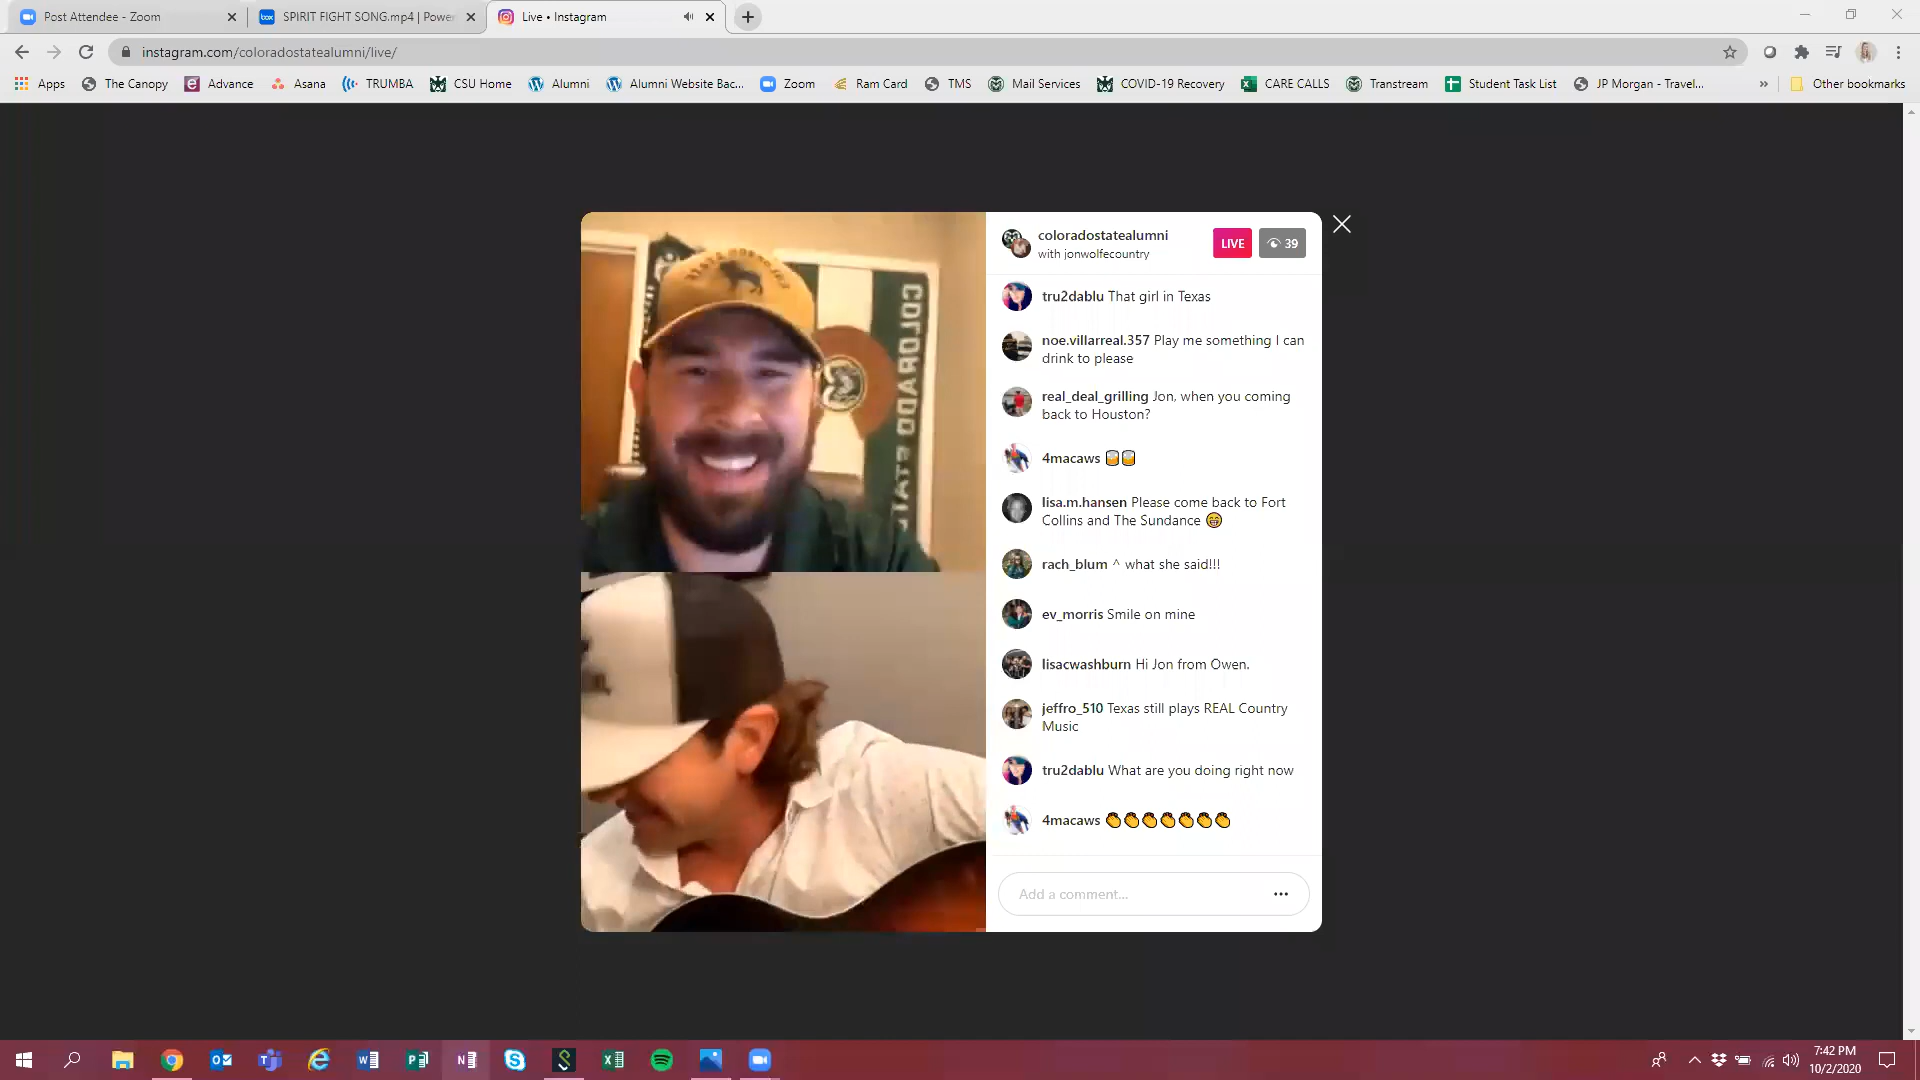 Post Attendee - Zoom
SPIRIT FIGHT SONG.mp4 | Power
Live • Instagram
instagram.com/coloradostatealumni/live/
Apps
The Canopy
Advance
Asana
TRUMBA
CSU Home
Alumni
Alumni Website Bac...
Zoom
Ram Card
TMS
Mail Services
COVID-19 Recovery
CARE CALLS
Transtream
Student Task List
JP Morgan - Travel...
»
Other bookmarks
COLORADO STATE
coloradostatealumni
with jonwolfecountry
LIVE
39
tru2dablu That girl in Texas
noe.villarreal.357 Play me something I can
drink to please
real_deal_grilling Jon, when you coming
back to Houston?
4macaws 🥃🥃
lisa.m.hansen Please come back to Fort
Collins and The Sundance 😁
rach_blum ^ what she said!!!
ev_morris Smile on mine
lisacwashburn Hi Jon from Owen.
jeffro_510 Texas still plays REAL Country
Music
tru2dablu What are you doing right now
4macaws 👏👏👏👏👏👏👏
Add a comment...
7:42 PM
10/2/2020